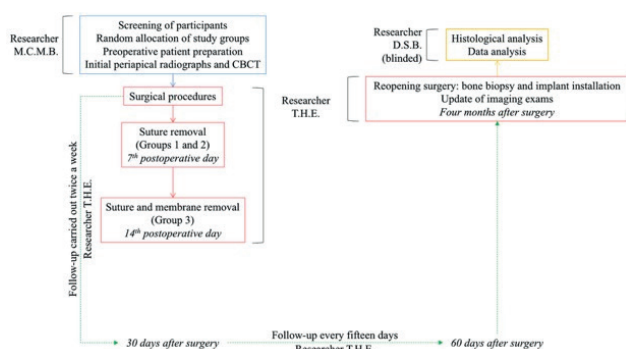 Researcher
M.C.M.B.
Screening of participants
Random allocation of study groups
Preoperative patient preparation
Initial periapical radiographs and CBCT
Surgical procedures
Suture removal
(Groups 1 and 2)
7th postoperative day
Suture and membrane removal
(Group 3)
14th postoperative day
Researcher
T.H.E.
Follow-up carried out twice a week
Researcher T.H.E.
30 days after surgery
Follow-up every fifteen days
Researcher T.H.E.
60 days after surgery
Reopening surgery: bone biopsy and implant installation
Update of imaging exams
Four months after surgery
Researcher
D.S.B.
(blinded)
Histological analysis
Data analysis